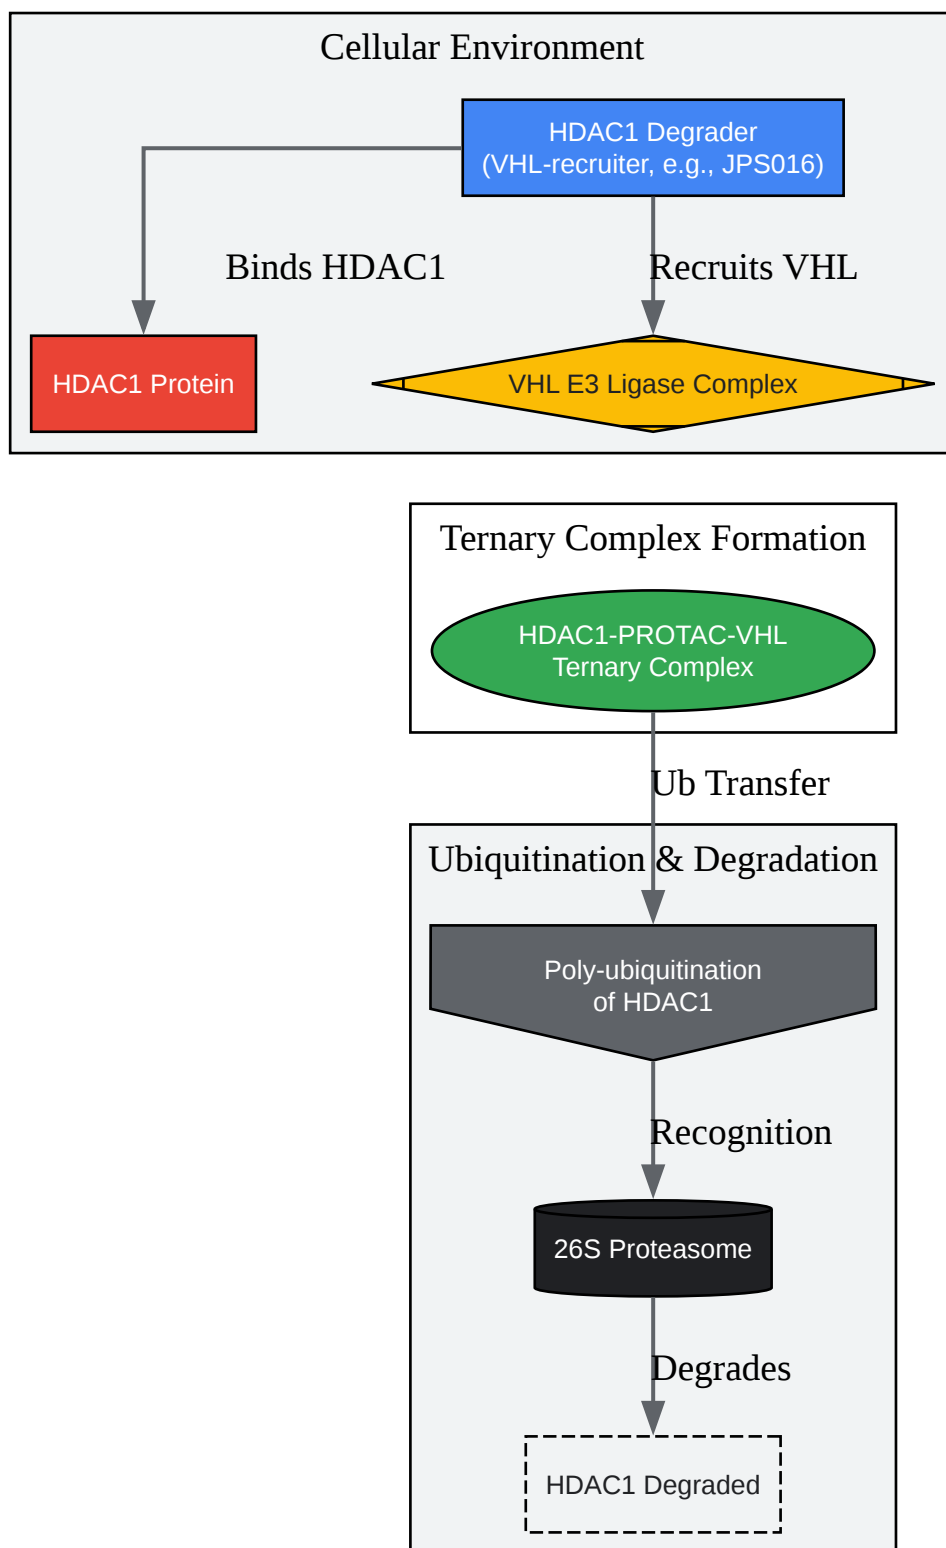 Cellular Environment
HDAC1 Degrader
(VHL-recruiter, e.g., JPS016)
Binds HDAC1
Recruits VHL
HDAC1 Protein
VHL E3 Ligase Complex
Ternary Complex Formation
HDAC1-PROTAC-VHL
Ternary Complex
Ub Transfer
Ubiquitination & Degradation
Poly-ubiquitination
of HDAC1
Recognition
26S Proteasome
Degrades
HDAC1 Degraded